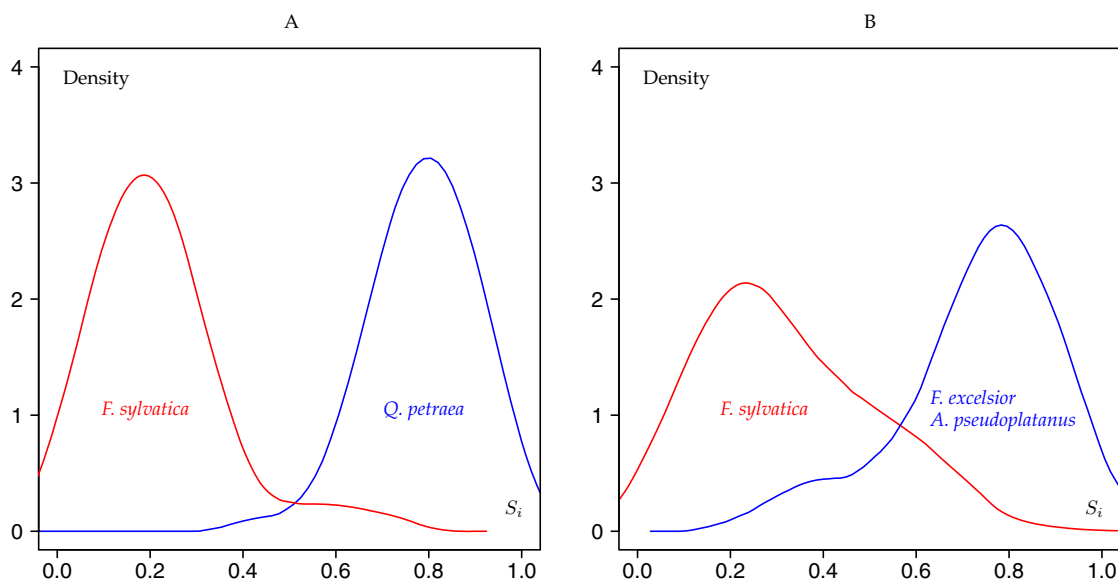 A
Density
4
3
2
1
0
F. sylvatica
Q. petraea
S_i
0.0 0.2 0.4 0.6 0.8 1.0
B
Density
4
3
2
1
0
F. sylvatica
F. excelsior
A. pseudoplatanus
S_i
0.0 0.2 0.4 0.6 0.8 1.0